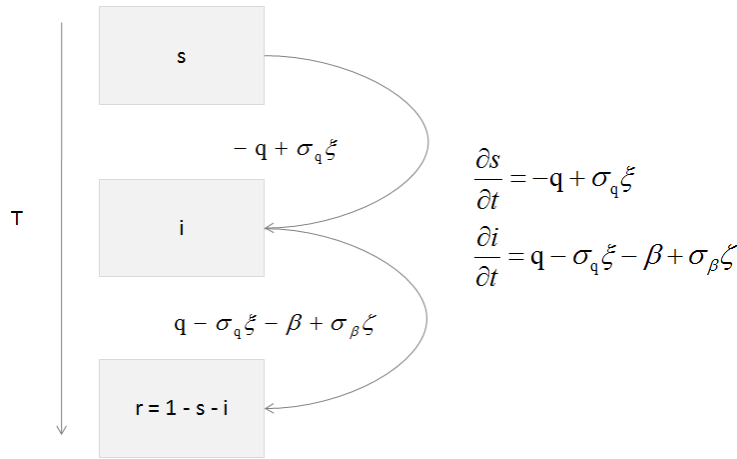 s
− q + σ_q ξ
∂s/∂t = −q + σ_q ξ
T
i
∂i/∂t = q − σ_q ξ − β + σ_β ζ
q − σ_q ξ − β + σ_β ζ
r = 1 - s - i